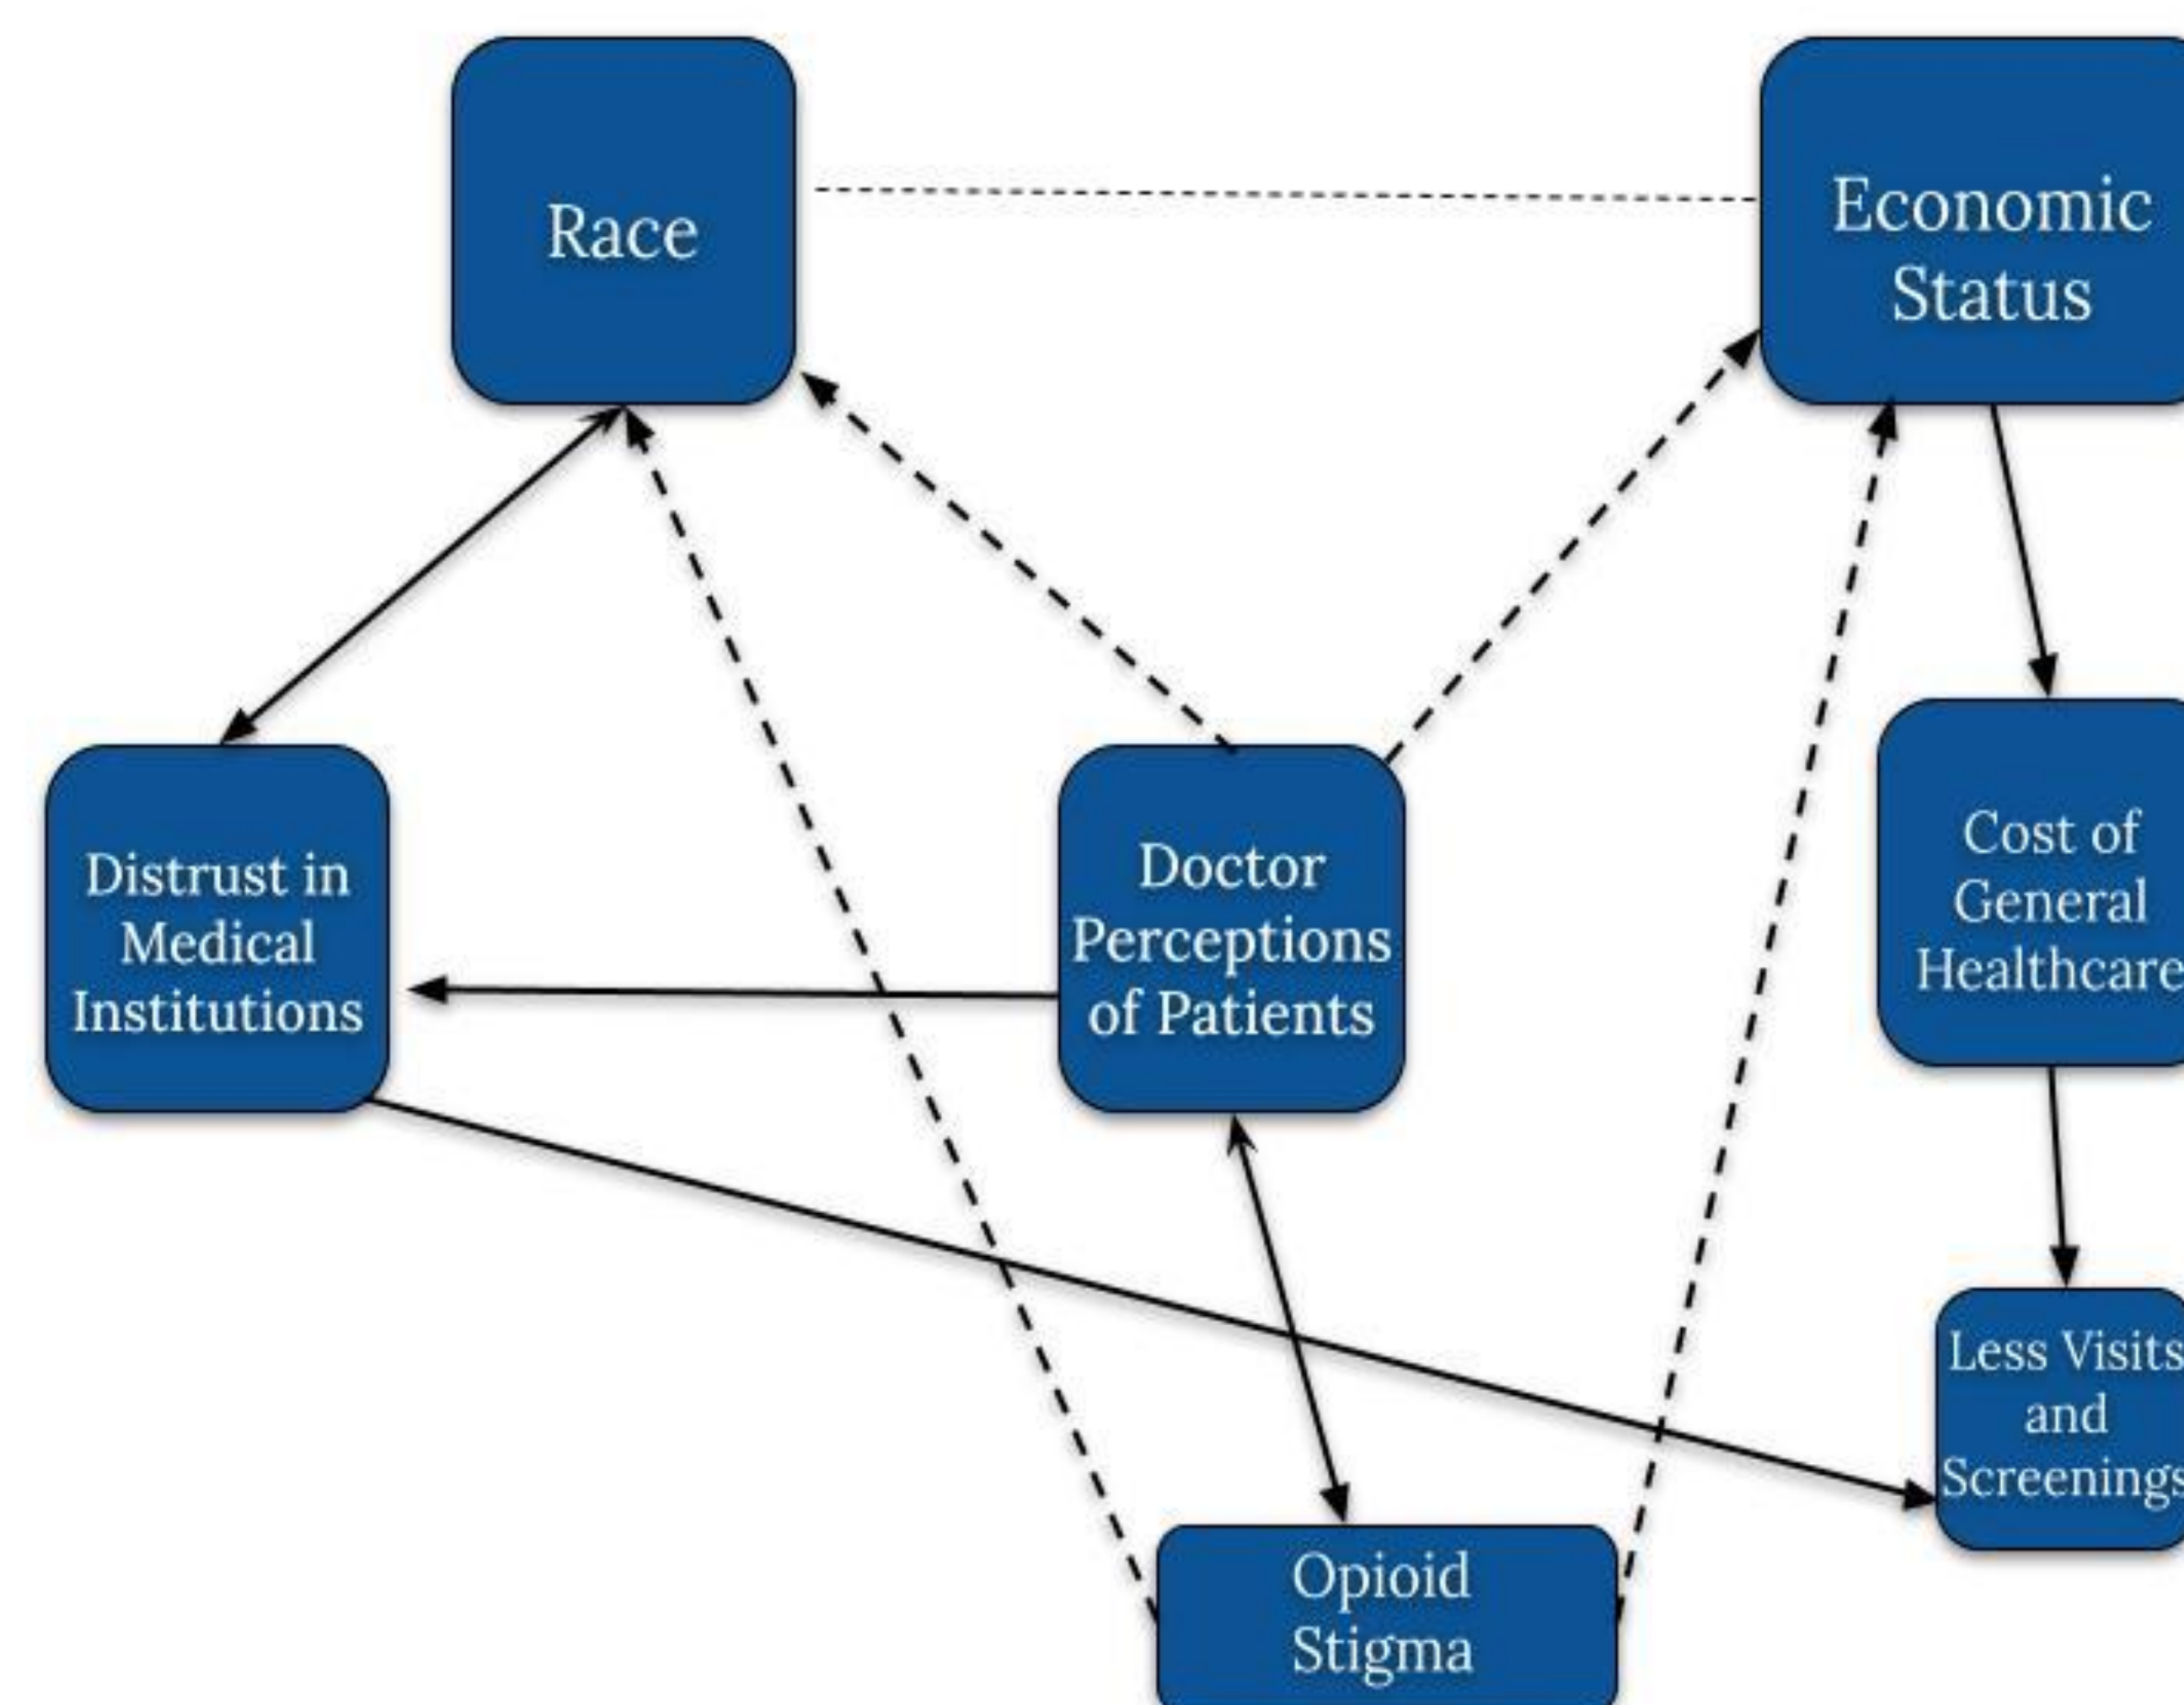 Race
Economic
Status
Distrust in
Medical
Institutions
Doctor
Perceptions
of Patients
Cost of
General
Healthcare
Less Visits
and
Screenings
Opioid
Stigma